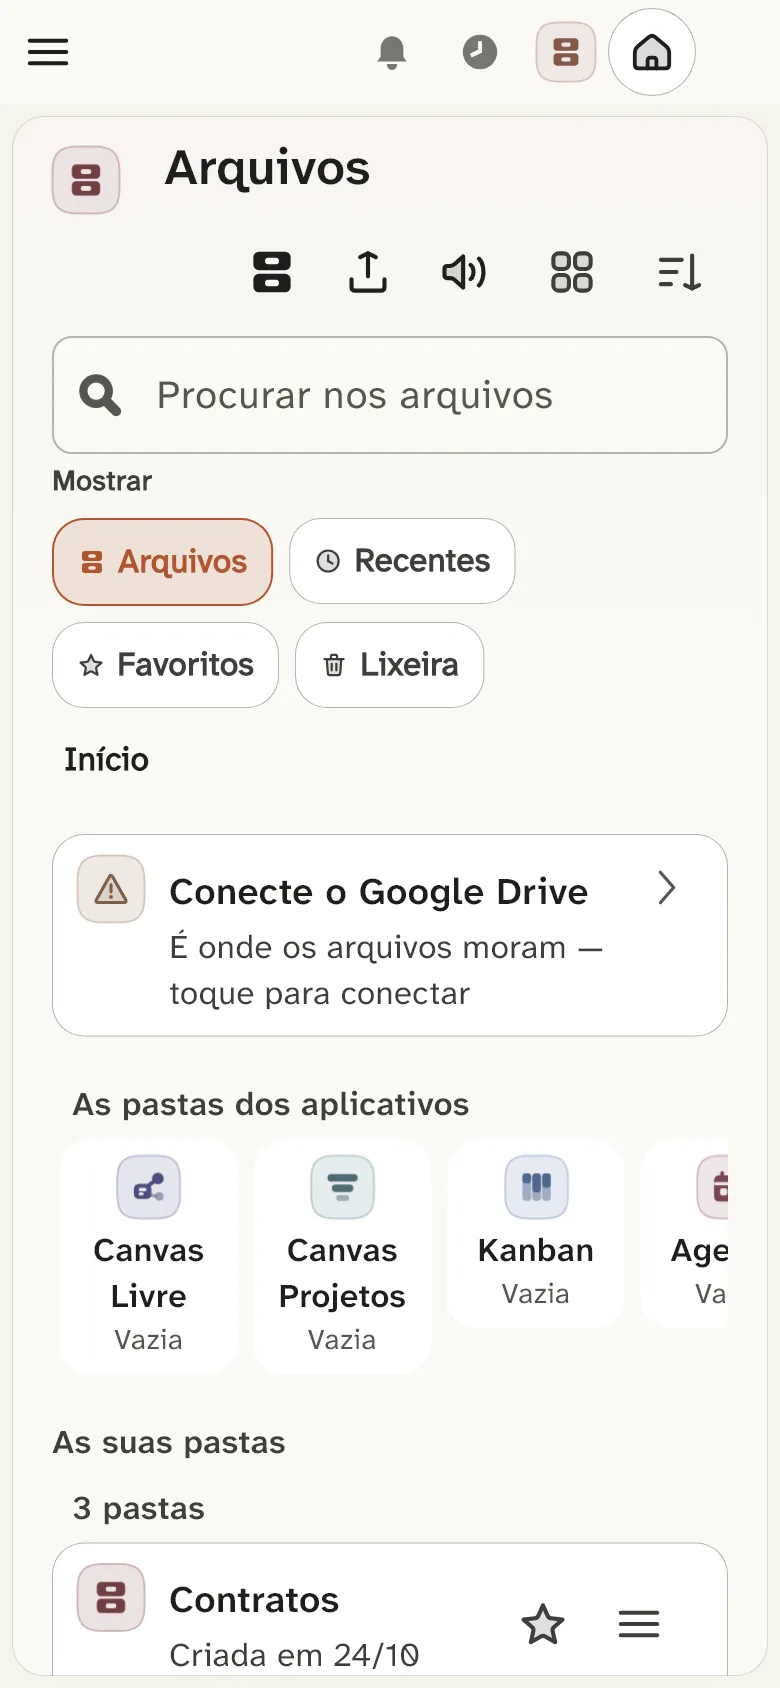 Arquivos
Procurar nos arquivos
Mostrar
Arquivos
Recentes
Favoritos
Lixeira
Início
Conecte o Google Drive
É onde os arquivos moram —
toque para conectar
As pastas dos aplicativos
Canvas
Livre
Vazia
Canvas
Projetos
Vazia
Kanban
Vazia
Age
Va
As suas pastas
3 pastas
Contratos
Criada em 24/10